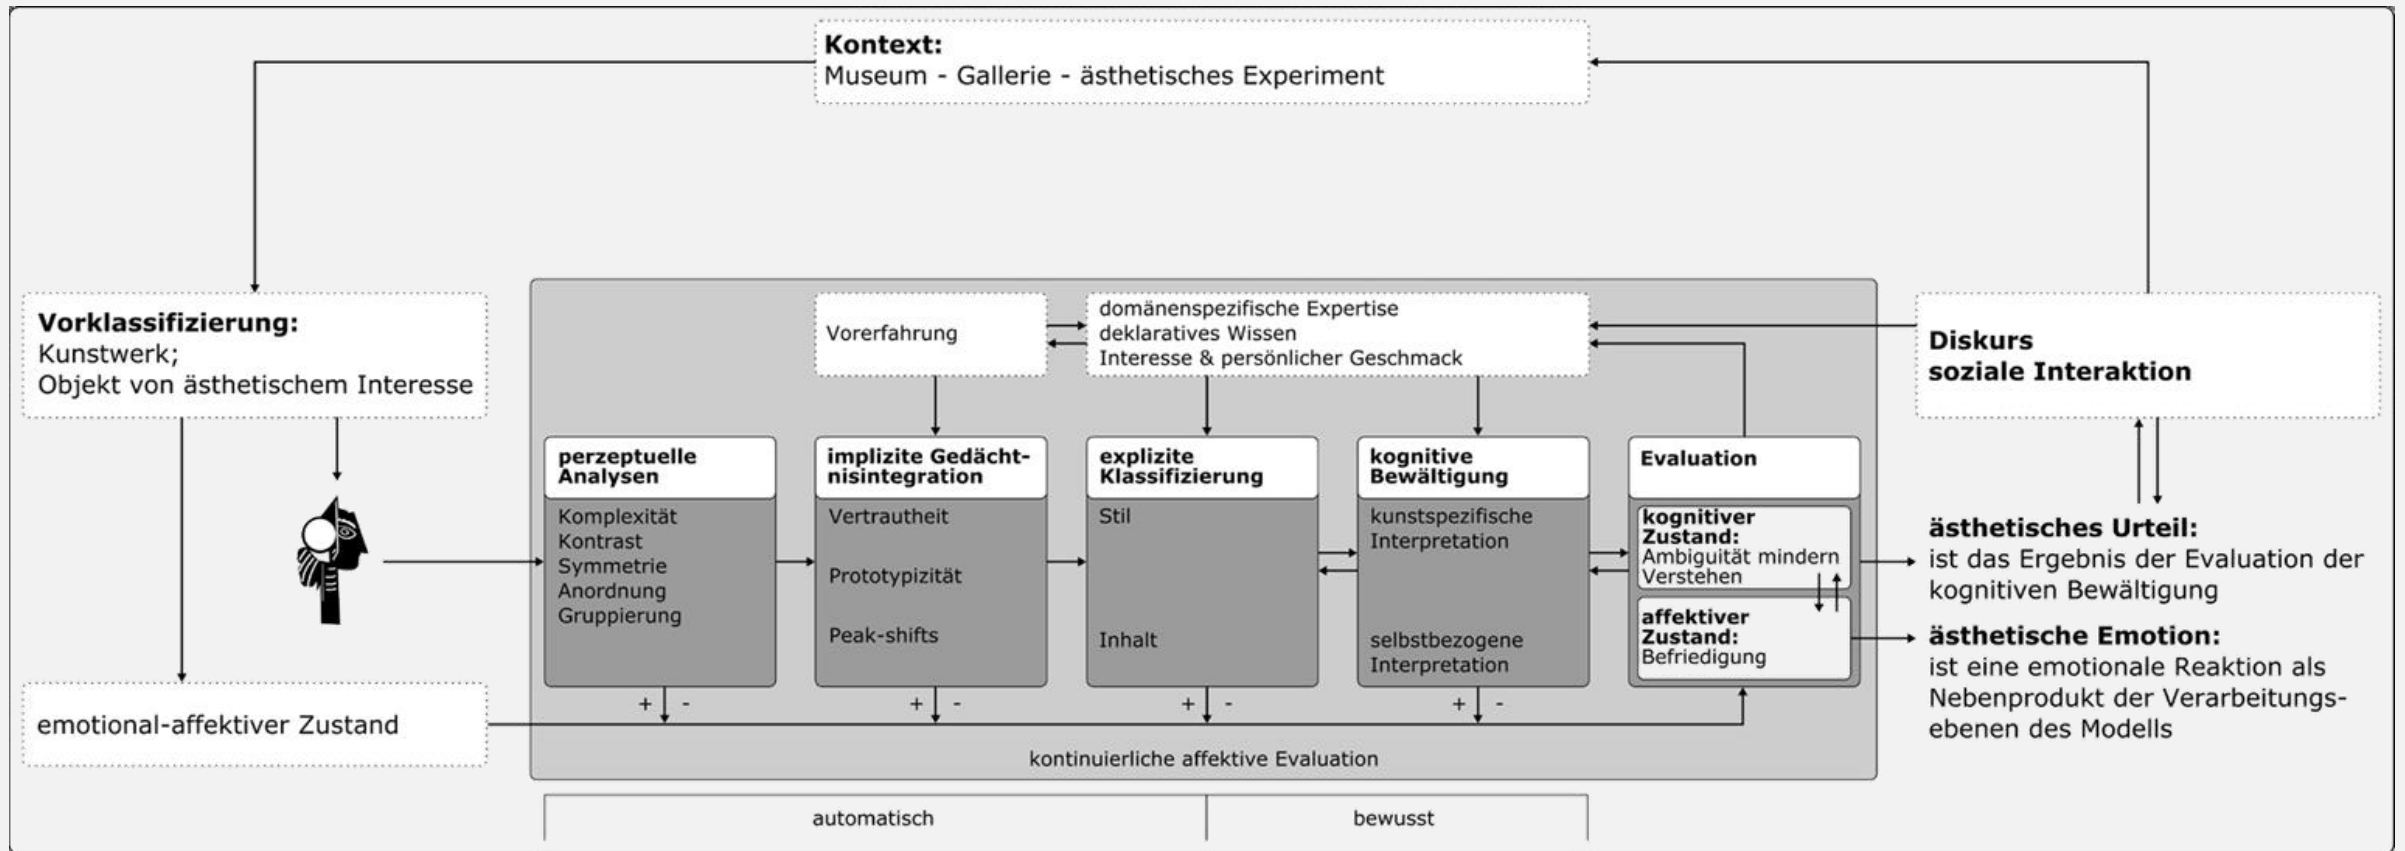 Kontext:
Museum - Gallerie - ästhetisches Experiment
Vorklassifizierung:
Kunstwerk;
Objekt von ästhetischem Interesse
emotional-affektiver Zustand
Vorerfahrung
domänenspezifische Expertise
deklaratives Wissen
Interesse & persönlicher Geschmack
perzeptuelle
Analysen
Komplexität
Kontrast
Symmetrie
Anordnung
Gruppierung
+ -
implizite Gedächt-
nisintegration
Vertrautheit
Prototypizität
Peak-shifts
+ -
explizite
Klassifizierung
Stil
Inhalt
+ -
kognitive
Bewältigung
kunstspezifische
Interpretation
selbstbezogene
Interpretation
+ -
Evaluation
kognitiver
Zustand:
Ambiguität mindern
Verstehen
affektiver
Zustand:
Befriedigung
kontinuierliche affektive Evaluation
automatisch
bewusst
Diskurs
soziale Interaktion
ästhetisches Urteil:
ist das Ergebnis der Evaluation der
kognitiven Bewältigung
ästhetische Emotion:
ist eine emotionale Reaktion als
Nebenprodukt der Verarbeitungs-
ebenen des Modells